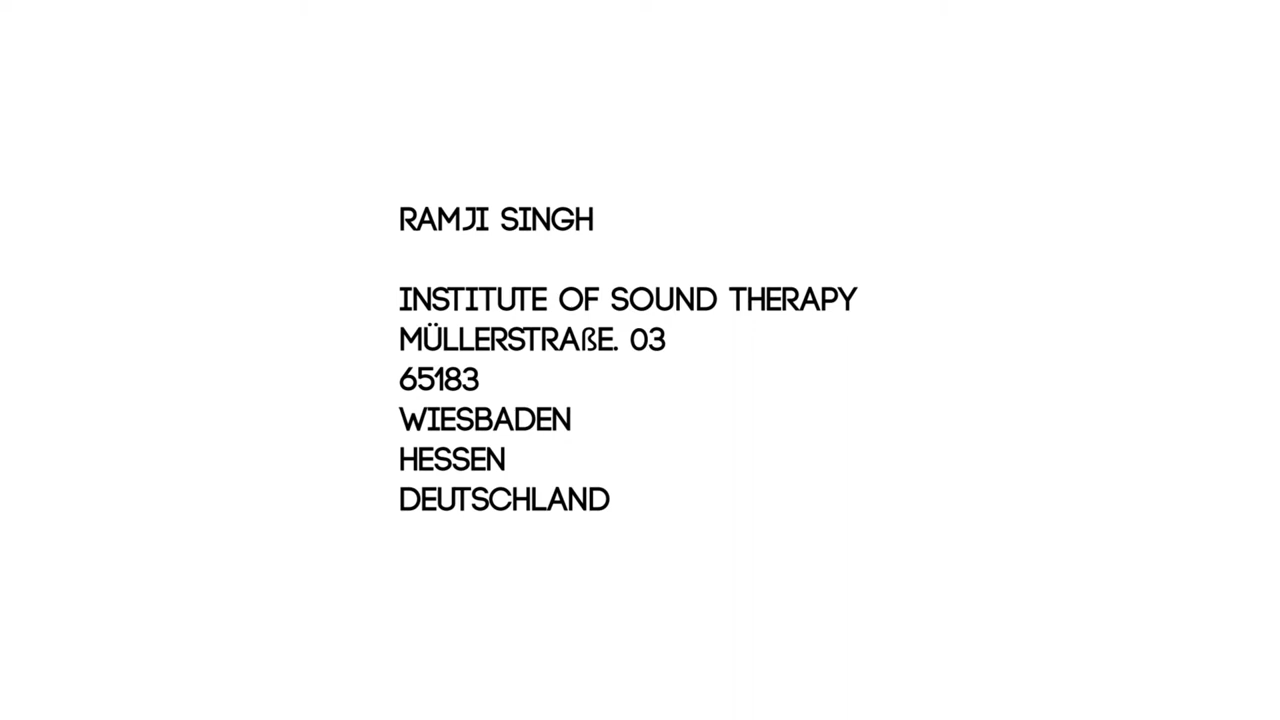 RAMJI SINGH
INSTITUTE OF SOUND THERAPY
MÜLLERSTRAßE. 03
65183
WIESBADEN
HESSEN
DEUTSCHLAND